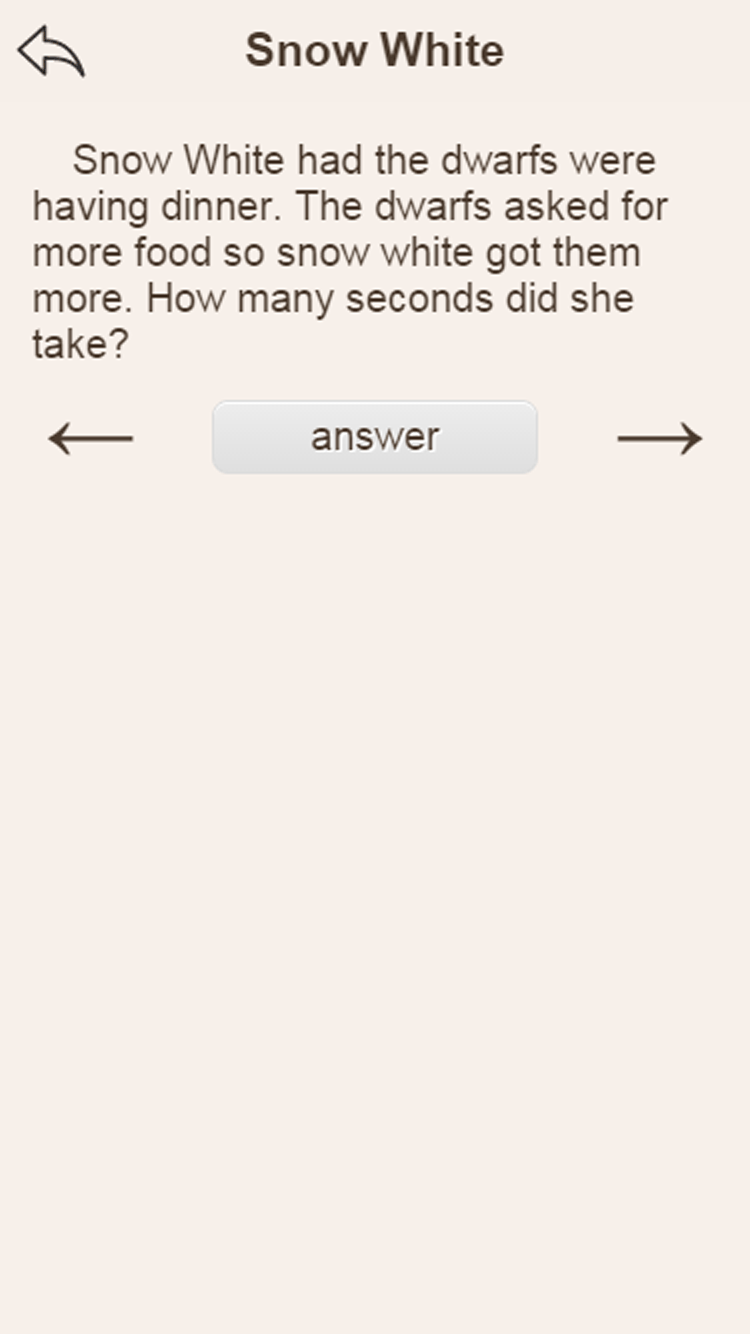 Snow White
Snow White had the dwarfs were
having dinner. The dwarfs asked for
more food so snow white got them
more. How many seconds did she
take?
answer